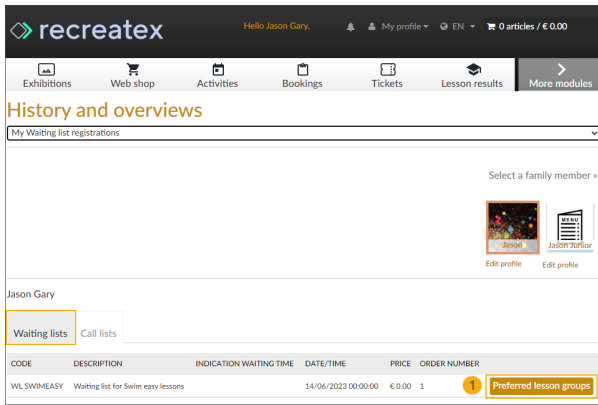 recreatex
Hello Jason Gary, My profile EN 0 articles / € 0.00
Exhibitions Web shop Activities Bookings Tickets Lesson results More modules
History and overviews
My Waiting list registrations
Select a family member »
MENU
Jason Jason Junior
Edit profile Edit profile
Jason Gary
Waiting lists Call lists
CODE DESCRIPTION INDICATION WAITING TIME DATE/TIME PRICE ORDER NUMBER
WL SWIMEASY Waiting list for Swim easy lessons 14/06/2023 00:00:00 € 0.00 1 1 Preferred lesson groups